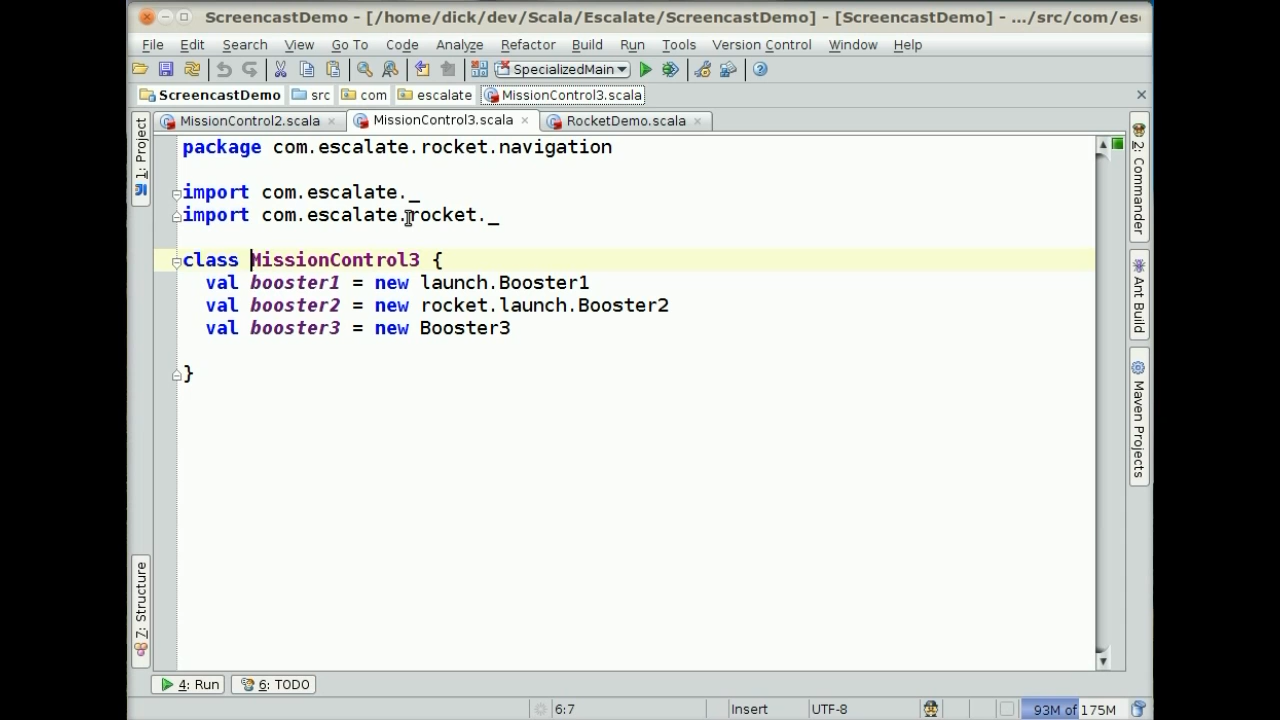 ScreencastDemo - [/home/dick/dev/Scala/Escalate/ScreencastDemo] - [ScreencastDemo] - .../src/com/esc
File Edit Search View Go To Code Analyze Refactor Build Run Tools Version Control Window Help
SpecializedMain
ScreencastDemo src com escalate MissionControl3.scala
MissionControl2.scala MissionControl3.scala RocketDemo.scala
1: Project
7: Structure
package com.escalate.rocket.navigation
import com.escalate._
import com.escalate.rocket._
class MissionControl3 {
val booster1 = new launch.Booster1
val booster2 = new rocket.launch.Booster2
val booster3 = new Booster3
}
2: Commander
Ant Build
Maven Projects
4: Run 6: TODO
6:7 Insert UTF-8 93M of 175M